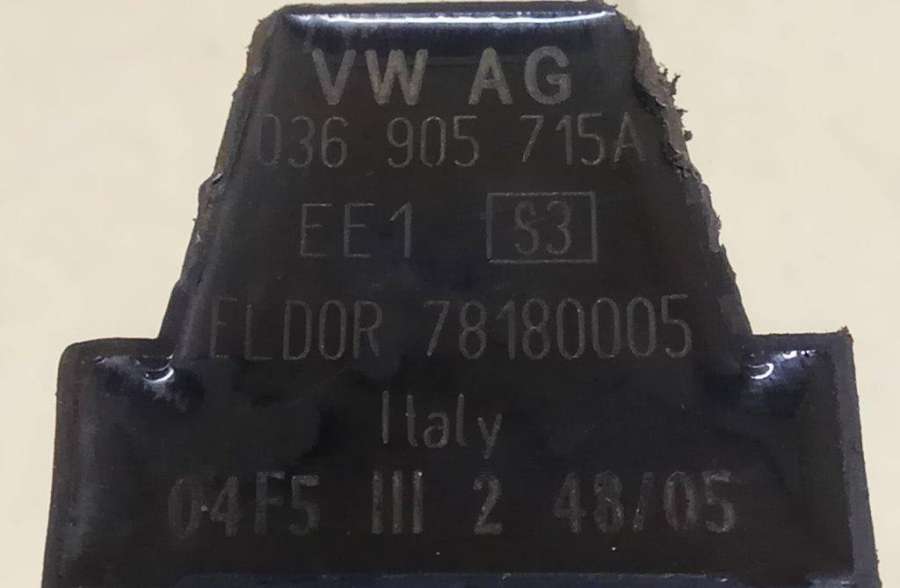 VW AG
036 905 715A
EE1 S3
ELDOR 78180005
Italy
04F5 III 2 48/05